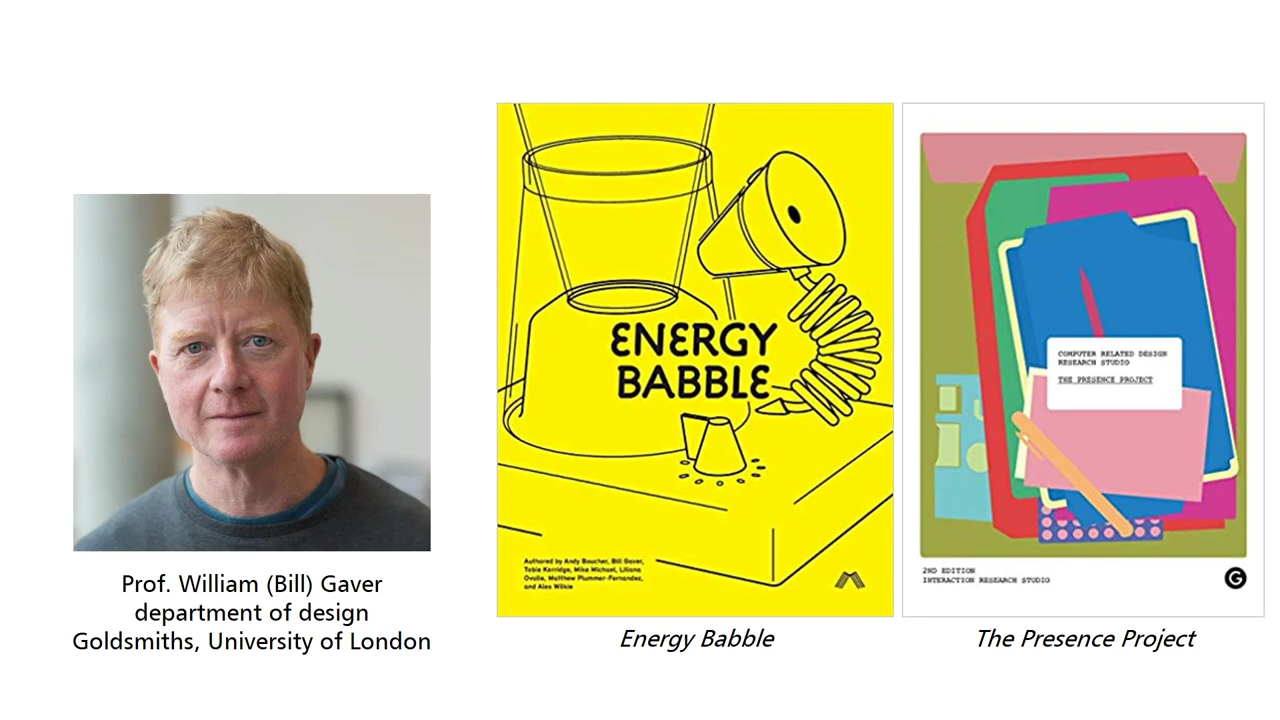 Prof. William (Bill) Gaver
department of design
Goldsmiths, University of London
ENERGY
BABBLE
Authored by Andy Boucher, Bill Gaver,
Tobie Kerridge, Mike Michael, Liliana
Ovalle, Matthew Plummer-Fernandez,
and Alex Wilkie
Energy Babble
COMPUTER RELATED DESIGN
RESEARCH STUDIO
THE PRESENCE PROJECT
2ND EDITION
INTERACTION RESEARCH STUDIO
G
The Presence Project